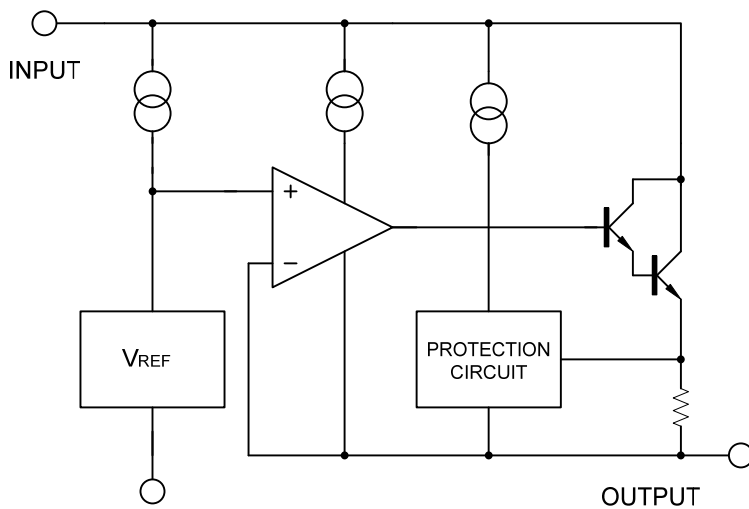 INPUT
+
−
VREF
PROTECTION
CIRCUIT
OUTPUT